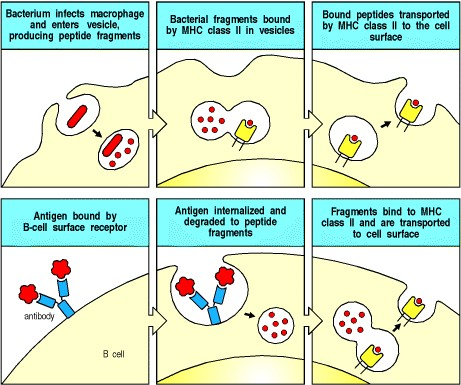 Bacterium infects macrophage
and enters vesicle,
producing peptide fragments
Bacterial fragments bound
by MHC class II in vesicles
Bound peptides transported
by MHC class II to the cell
surface
Antigen bound by
B-cell surface receptor
antibody
B cell
Antigen internalized and
degraded to peptide
fragments
Fragments bind to MHC
class II and are transported
to cell surface